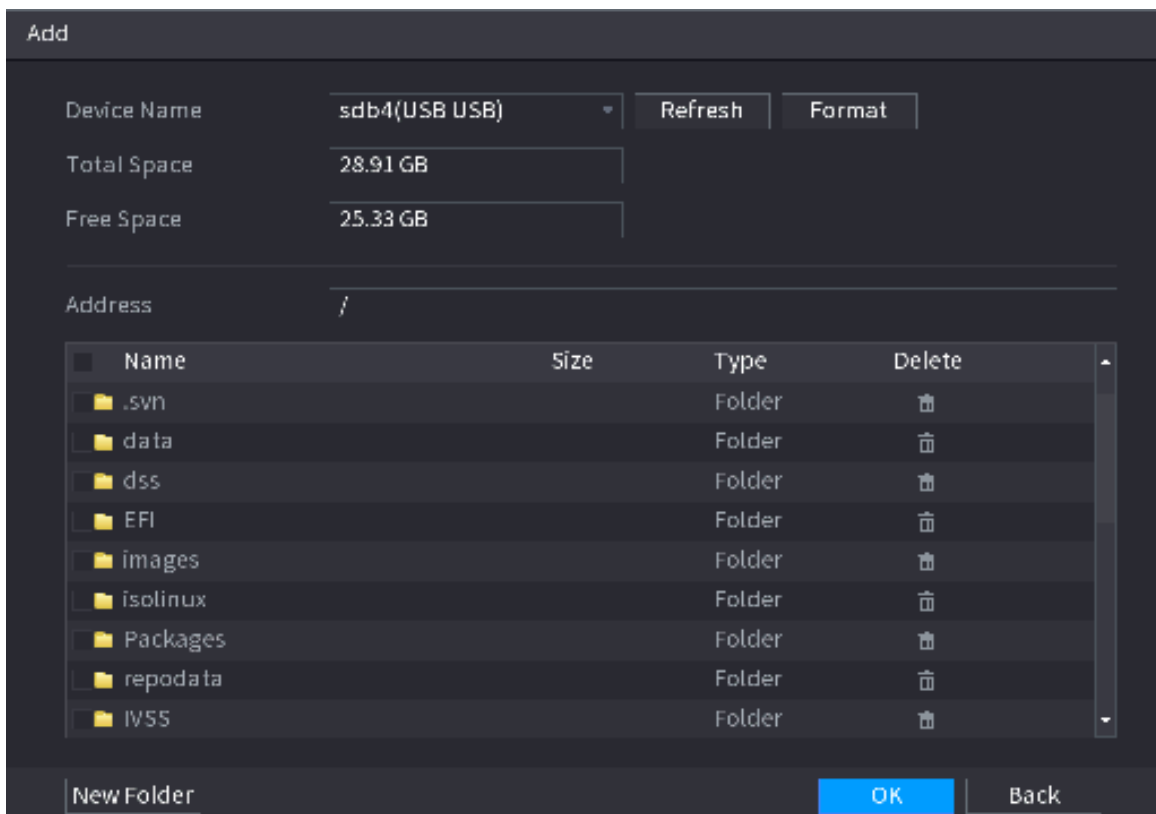 Add
Device Name sdb4(USB USB) Refresh Format
Total Space 28.91 GB
Free Space 25.33 GB
Address /
Name Size Type Delete
.svn Folder
data Folder
dss Folder
EFI Folder
images Folder
isolinux Folder
Packages Folder
repodata Folder
IVSS Folder
New Folder OK Back